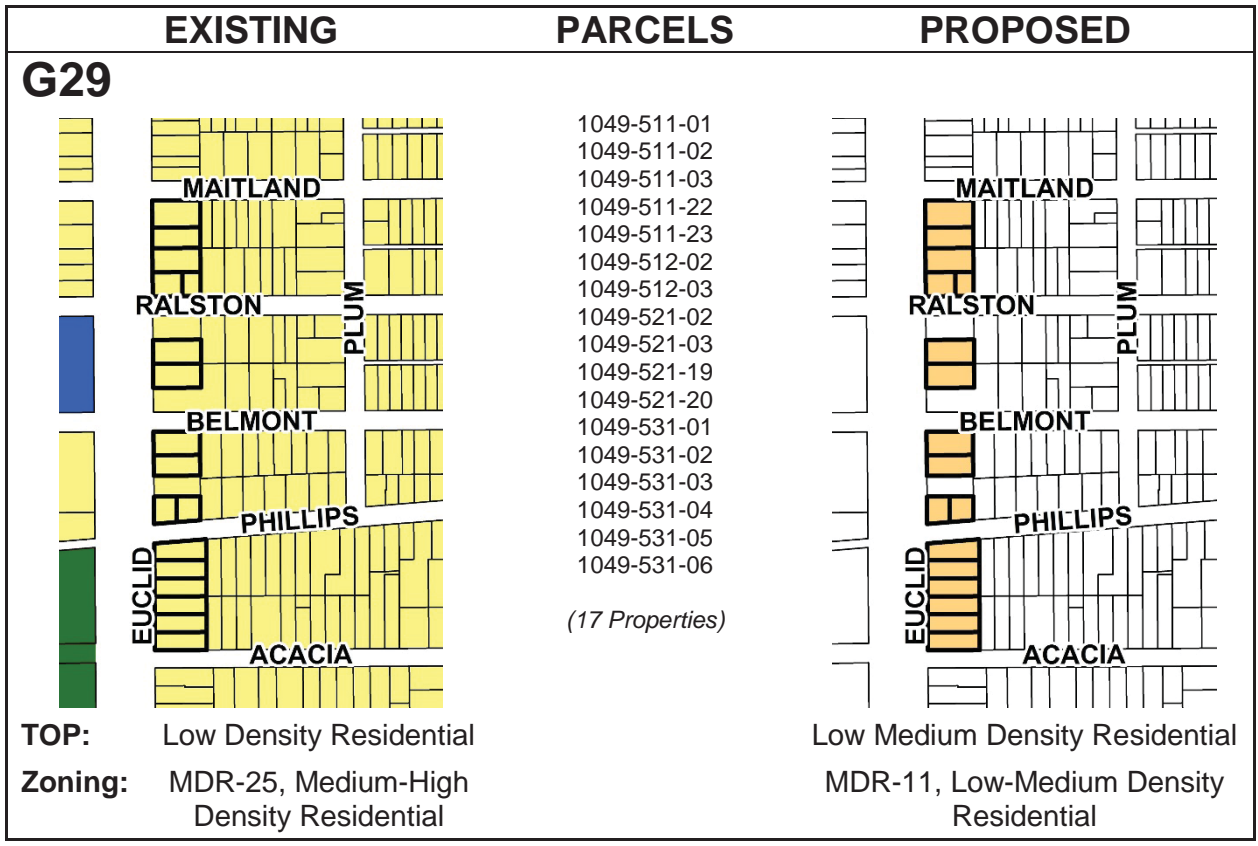 EXISTING PARCELS PROPOSED
G29
MAITLAND
RALSTON
PLUM
BELMONT
PHILLIPS
EUCLID
ACACIA
1049-511-01
1049-511-02
1049-511-03
1049-511-22
1049-511-23
1049-512-02
1049-512-03
1049-521-02
1049-521-03
1049-521-19
1049-521-20
1049-531-01
1049-531-02
1049-531-03
1049-531-04
1049-531-05
1049-531-06
(17 Properties)
MAITLAND
RALSTON
PLUM
BELMONT
PHILLIPS
EUCLID
ACACIA
TOP: Low Density Residential Low Medium Density Residential
Zoning: MDR-25, Medium-High MDR-11, Low-Medium Density
Density Residential Residential